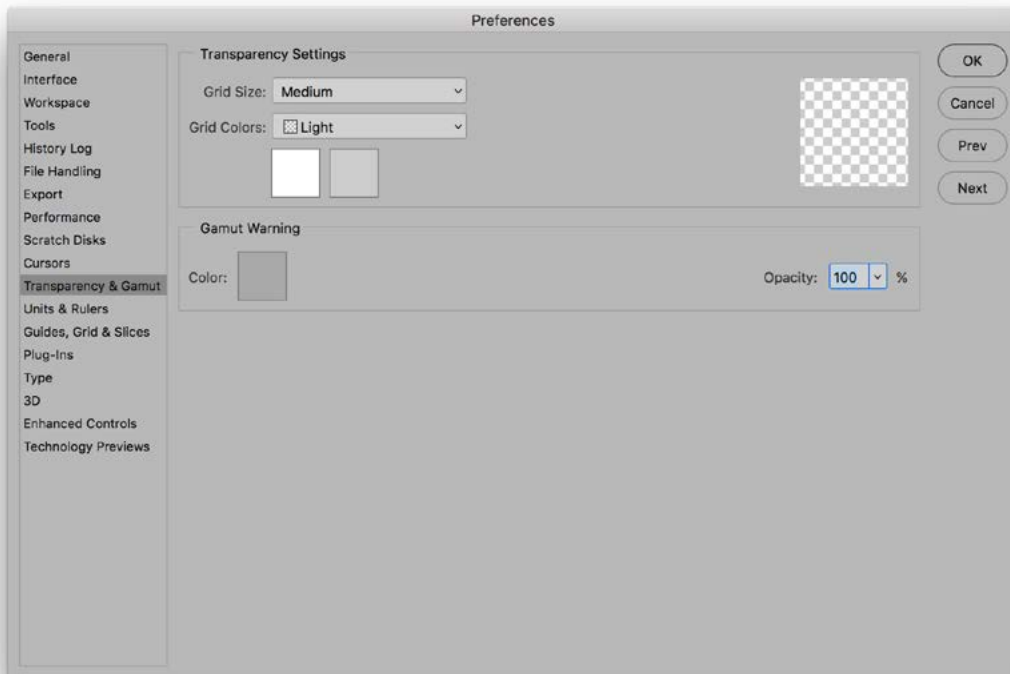 Preferences
General
Interface
Workspace
Tools
History Log
File Handling
Export
Performance
Scratch Disks
Cursors
Transparency & Gamut
Units & Rulers
Guides, Grid & Slices
Plug-Ins
Type
3D
Enhanced Controls
Technology Previews
Transparency Settings
Grid Size: Medium
Grid Colors: Light
Gamut Warning
Color:
Opacity: 100 %
OK
Cancel
Prev
Next